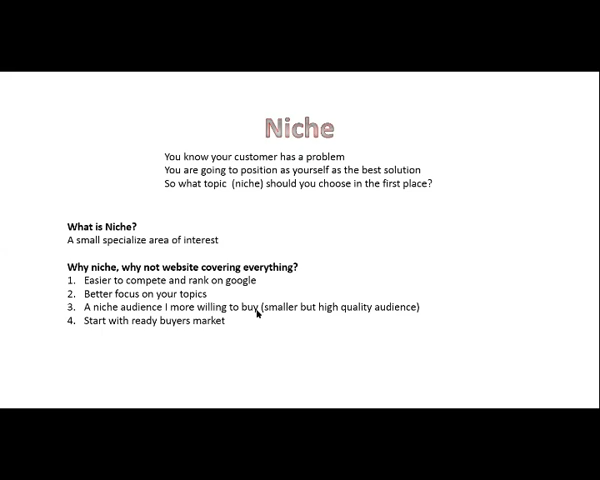 Niche
You know your customer has a problem
You are going to position as yourself as the best solution
So what topic (niche) should you choose in the first place?
What is Niche?
A small specialize area of interest
Why niche, why not website covering everything?
1. Easier to compete and rank on google
2. Better focus on your topics
3. A niche audience I more willing to buy (smaller but high quality audience)
4. Start with ready buyers market